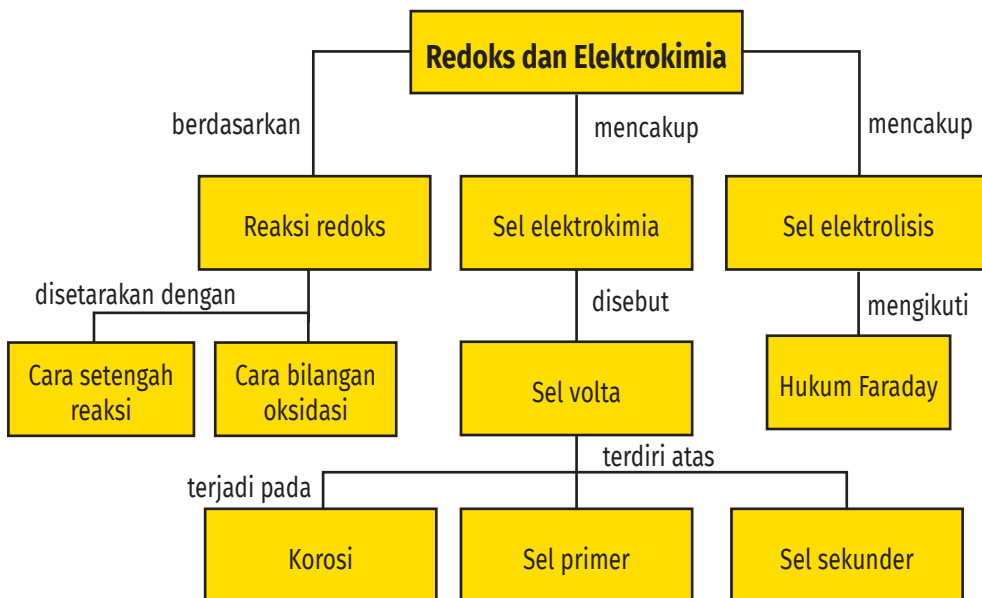 Redoks dan Elektrokimia
berdasarkan
mencakup
mencakup
Reaksi redoks
Sel elektrokimia
Sel elektrolisis
disetarakan dengan
disebut
mengikuti
Cara setengah
reaksi
Cara bilangan
oksidasi
Sel volta
Hukum Faraday
terdiri atas
terjadi pada
Korosi
Sel primer
Sel sekunder